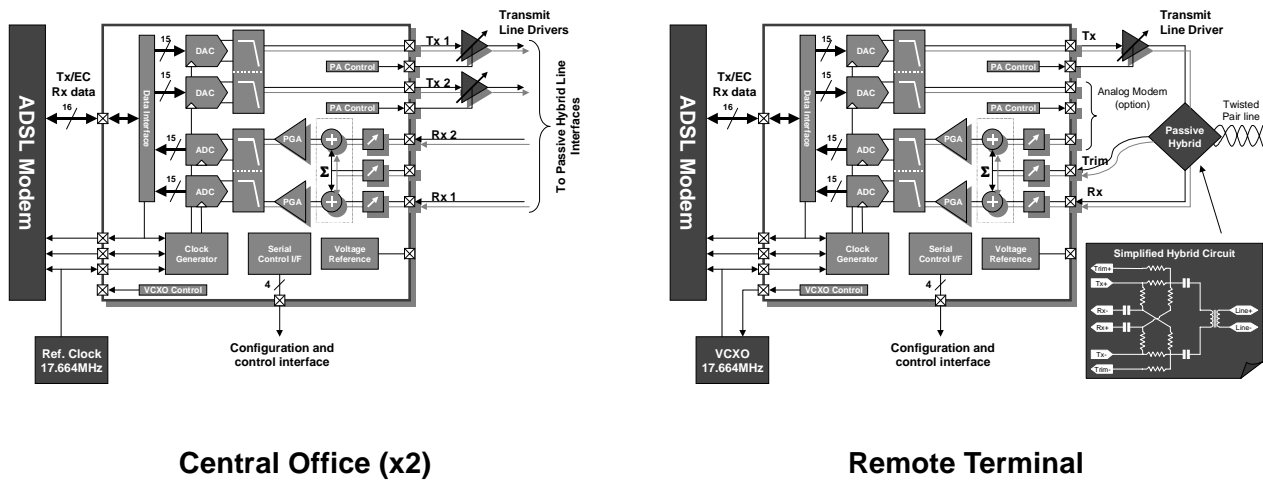 Transmit
Line Drivers
ADSL Modem
Tx/EC
Rx data
16
Data Interface
15
DAC
Tx 1
PA Control
15
DAC
Tx 2
PA Control
15
ADC
PGA
+
Rx 2
Σ
15
ADC
PGA
+
Rx 1
To Passive Hybrid Line
Interfaces
Clock
Generator
Serial
Control I/F
Voltage
Reference
VCXO Control
4
Ref. Clock
17.664MHz
Configuration and
control interface
Central Office (x2)
Transmit
Line Driver
ADSL Modem
Tx/EC
Rx data
16
Data Interface
15
DAC
Tx
PA Control
15
DAC
PA Control
Analog Modem
(option)
15
ADC
PGA
+
Σ
Trim
15
ADC
PGA
+
Rx
Passive
Hybrid
Twisted
Pair line
Clock
Generator
Serial
Control I/F
Voltage
Reference
VCXO Control
4
VCXO
17.664MHz
Configuration and
control interface
Simplified Hybrid Circuit
Trim+
Tx+
Rx-
Rx+
Tx-
Trim-
Line+
Line-
Remote Terminal